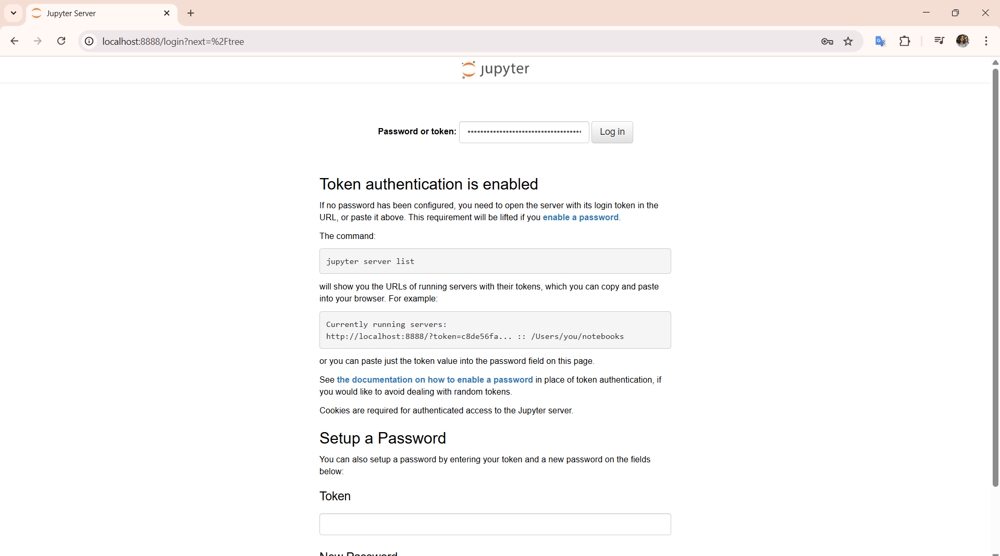 Jupyter Server
localhost:8888/login?next=%2Ftree
jupyter
Password or token: •••••••••••••••••••••••••••••••••••• Log in
Token authentication is enabled
If no password has been configured, you need to open the server with its login token in the
URL, or paste it above. This requirement will be lifted if you enable a password.
The command:
jupyter server list
will show you the URLs of running servers with their tokens, which you can copy and paste
into your browser. For example:
Currently running servers:
http://localhost:8888/?token=c8de56fa... :: /Users/you/notebooks
or you can paste just the token value into the password field on this page.
See the documentation on how to enable a password in place of token authentication, if
you would like to avoid dealing with random tokens.
Cookies are required for authenticated access to the Jupyter server.
Setup a Password
You can also setup a password by entering your token and a new password on the fields
below:
Token
New Password